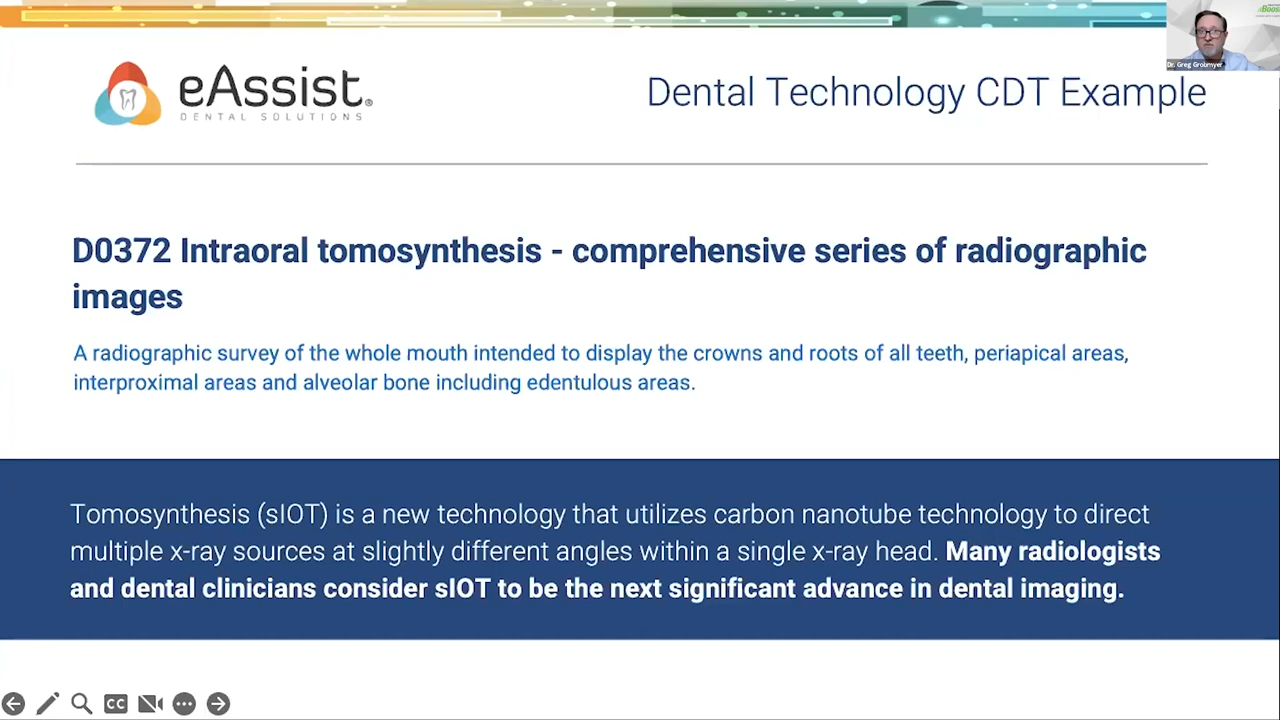 Boos
Dr. Greg Grobmyer
eAssist®
DENTAL SOLUTIONS
Dental Technology CDT Example
D0372 Intraoral tomosynthesis - comprehensive series of radiographic
images
A radiographic survey of the whole mouth intended to display the crowns and roots of all teeth, periapical areas,
interproximal areas and alveolar bone including edentulous areas.
Tomosynthesis (sIOT) is a new technology that utilizes carbon nanotube technology to direct
multiple x-ray sources at slightly different angles within a single x-ray head. Many radiologists
and dental clinicians consider sIOT to be the next significant advance in dental imaging.
CC